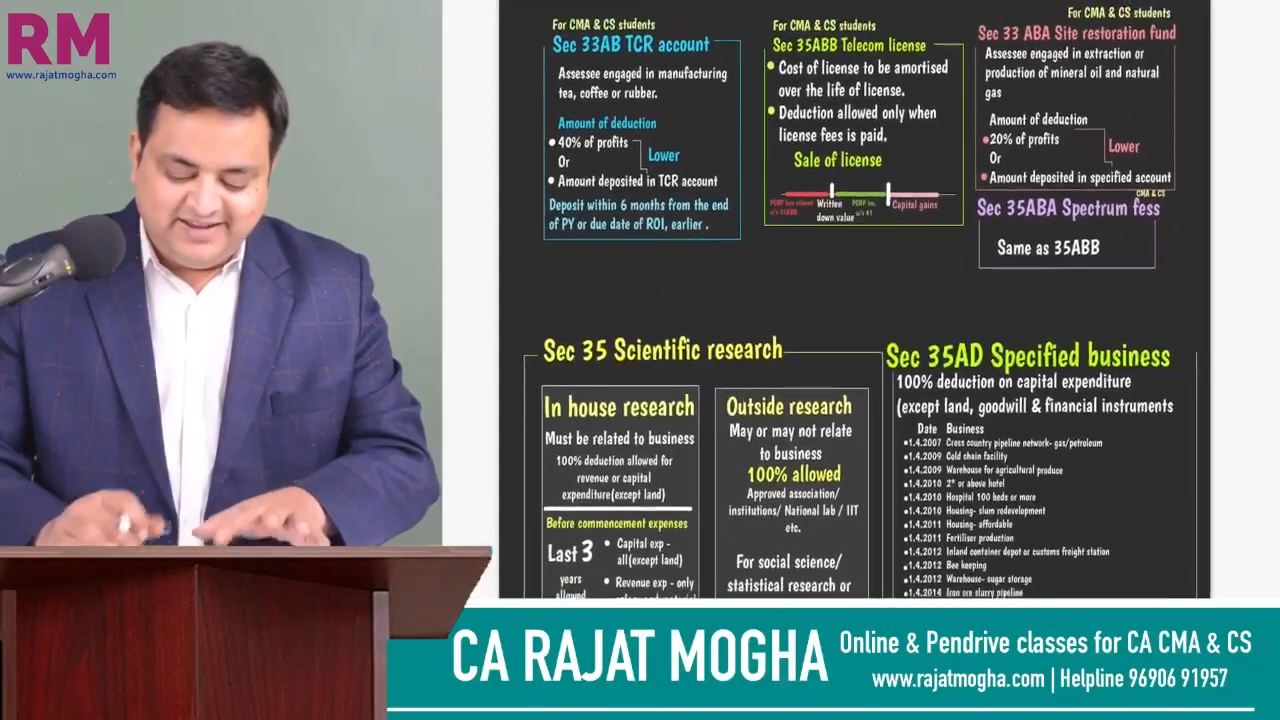 RM
www.rajatmogha.com
For CMA & CS students
Sec 33AB TCR account
Assessee engaged in manufacturing
tea, coffee or rubber.
Amount of deduction
40% of profits
Or
Lower
Amount deposited in TCR account
Deposit within 6 months from the end
of PY or due date of ROI, earlier .
For CMA & CS students
Sec 35ABB Telecom license
Cost of license to be amortised
over the life of license.
Deduction allowed only when
license fees is paid.
Sale of license
Written
down value
PGBP inc.
u/s 41
Capital gains
For CMA & CS students
Sec 33 ABA Site restoration fund
Assessee engaged in extraction or
production of mineral oil and natural
gas
Amount of deduction
20% of profits
Or
Lower
Amount deposited in specified account
CMA & CS
Sec 35ABA Spectrum fess
Same as 35ABB
Sec 35 Scientific research
In house research
Must be related to business
100% deduction allowed for
revenue or capital
expenditure(except land)
Before commencement expenses
Last 3
years
allowed
Capital exp -
all(except land)
Revenue exp - only
Outside research
May or may not relate
to business
100% allowed
Approved association/
institutions/ National lab / IIT
etc.
For social science/
statistical research or
Sec 35AD Specified business
100% deduction on capital expenditure
(except land, goodwill & financial instruments
Date Business
1.4.2007 Cross country pipeline network- gas/petroleum
1.4.2009 Cold chain facility
1.4.2009 Warehouse for agricultural produce
1.4.2010 2* or above hotel
1.4.2010 Hospital 100 beds or more
1.4.2010 Housing- slum redevelopment
1.4.2011 Housing- affordable
1.4.2011 Fertiliser production
1.4.2012 Inland container depot or customs freight station
1.4.2012 Bee keeping
1.4.2012 Warehouse- sugar storage
1.4.2014 Iron ore slurry pipeline
CA RAJAT MOGHA
Online & Pendrive classes for CA CMA & CS
www.rajatmogha.com | Helpline 96906 91957